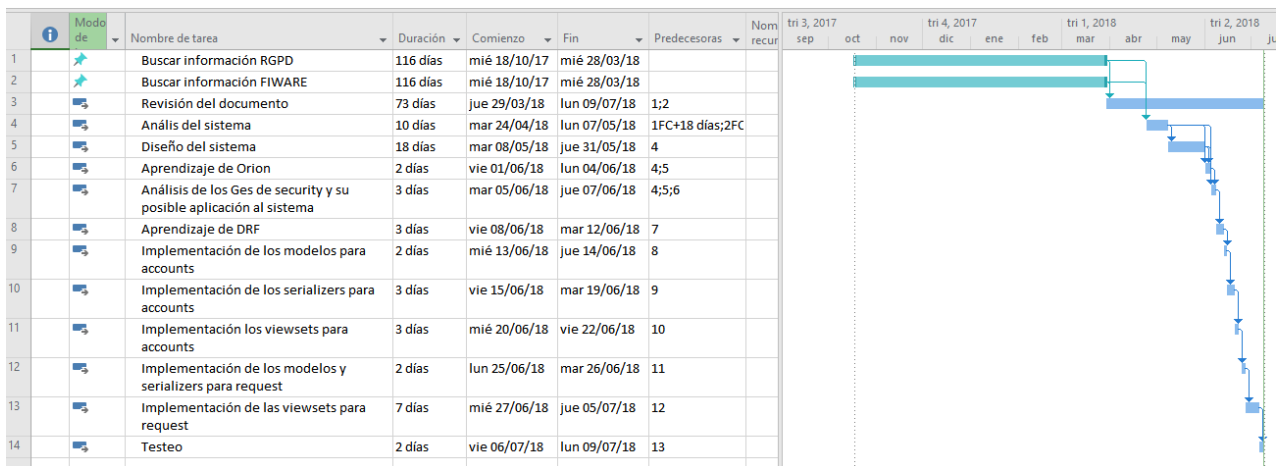 Modo de
Nombre de tarea
Duración
Comienzo
Fin
Predecesoras
Nom
recur
tri 3, 2017 tri 4, 2017 tri 1, 2018 tri 2, 2018
sep oct nov dic ene feb mar abr may jun ju
1 Buscar información RGPD 116 días mié 18/10/17 mié 28/03/18
2 Buscar información FIWARE 116 días mié 18/10/17 mié 28/03/18
3 Revisión del documento 73 días jue 29/03/18 lun 09/07/18 1;2
4 Anális del sistema 10 días mar 24/04/18 lun 07/05/18 1FC+18 días;2FC
5 Diseño del sistema 18 días mar 08/05/18 jue 31/05/18 4
6 Aprendizaje de Orion 2 días vie 01/06/18 lun 04/06/18 4;5
7 Análisis de los Ges de security y su 3 días mar 05/06/18 jue 07/06/18 4;5;6
posible aplicación al sistema
8 Aprendizaje de DRF 3 días vie 08/06/18 mar 12/06/18 7
9 Implementación de los modelos para 2 días mié 13/06/18 jue 14/06/18 8
accounts
10 Implementación de los serializers para 3 días vie 15/06/18 mar 19/06/18 9
accounts
11 Implementación los viewsets para 3 días mié 20/06/18 vie 22/06/18 10
accounts
12 Implementación de los modelos y 2 días lun 25/06/18 mar 26/06/18 11
serializers para request
13 Implementación de las viewsets para 7 días mié 27/06/18 jue 05/07/18 12
request
14 Testeo 2 días vie 06/07/18 lun 09/07/18 13